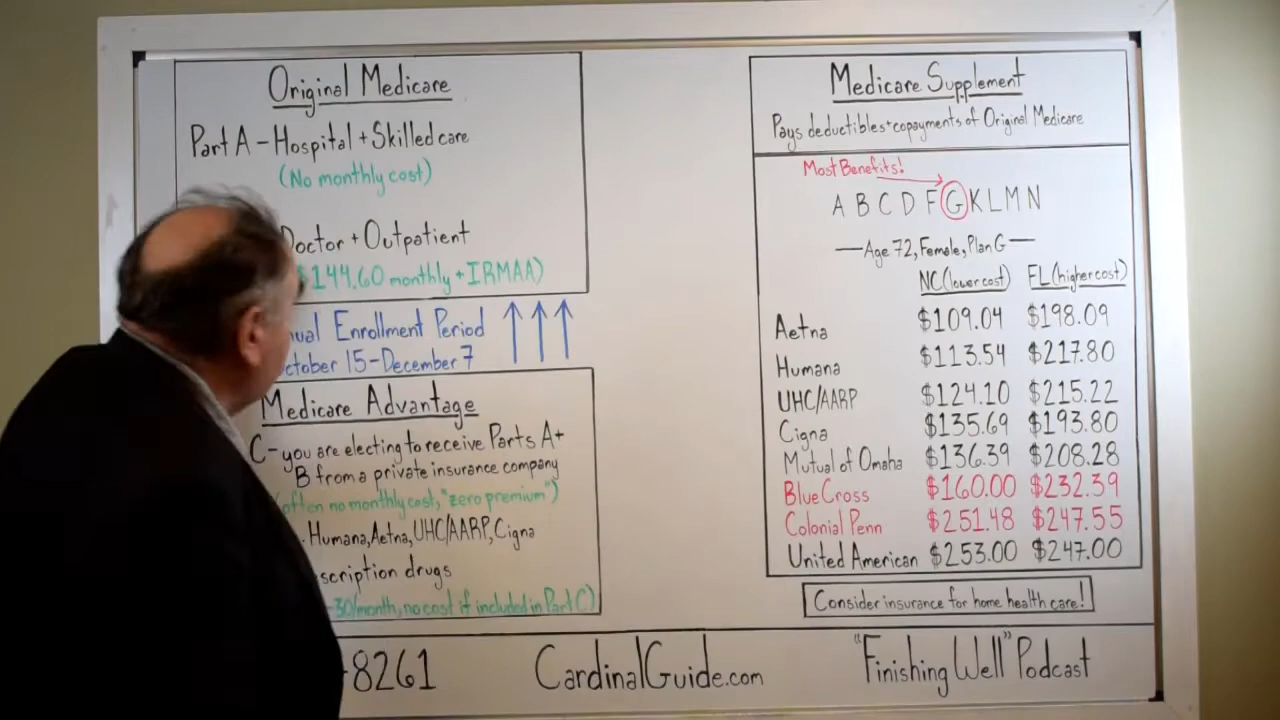 Original Medicare
Part A - Hospital + Skilled care
(No monthly cost)
Doctor + Outpatient
$144.60 monthly + IRMAA)
Enrollment Period
October 15 - December 7
Medicare Advantage
C - you are electing to receive Parts A +
B from a private insurance company
(often no monthly cost, "zero premium")
Humana, Aetna, UHC/AARP, Cigna
drugs
30/month, no cost if included in Part C)
Medicare Supplement
Pays deductibles + copayments of Original Medicare
Most Benefits!
A B C D F G K L M N
— Age 72, Female, Plan G —
NC (lower cost) FL (higher cost)
Aetna $109.04 $198.09
Humana $113.54 $217.80
UHC/AARP $124.10 $215.22
Cigna $135.69 $193.80
Mutual of Omaha $136.39 $208.28
Blue Cross $160.00 $232.39
Colonial Penn $251.48 $247.55
United American $253.00 $247.00
Consider insurance for home health care!
-8261 CardinalGuide.com "Finishing Well" Podcast